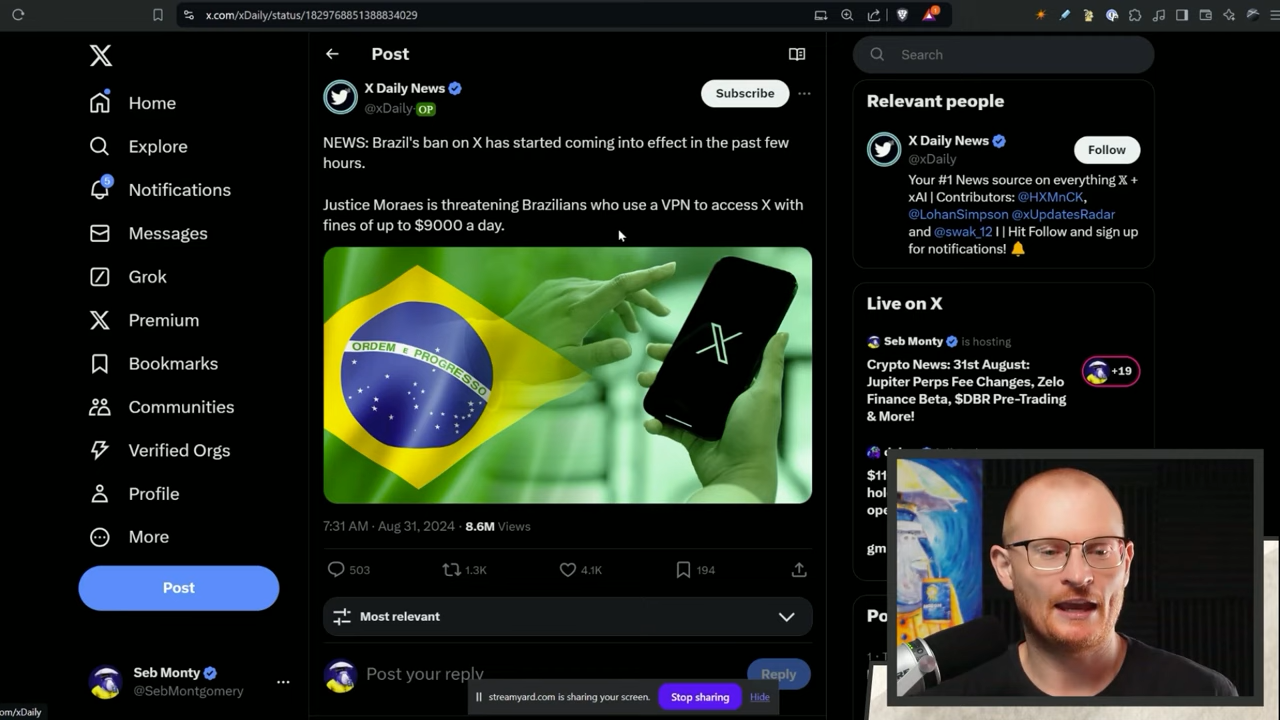 x.com/xDaily/status/1829768851388834029
Home
Explore
5
Notifications
Messages
Grok
Premium
Bookmarks
Communities
Verified Orgs
Profile
More
Post
Seb Monty
@SebMontgomery
om/xDaily
Post
X Daily News
@xDaily OP
Subscribe
NEWS: Brazil's ban on X has started coming into effect in the past few
hours.
Justice Moraes is threatening Brazilians who use a VPN to access X with
fines of up to $9000 a day.
ORDEM E PROGRESSO
7:31 AM · Aug 31, 2024 · 8.6M Views
503
1.3K
4.1K
194
Most relevant
Post your reply
Reply
streamyard.com is sharing your screen.
Stop sharing
Hide
Search
Relevant people
X Daily News
@xDaily
Follow
Your #1 News source on everything 𝕏 +
xAI | Contributors: @HXMnCK,
@LohanSimpson @xUpdatesRadar
and @swak_12 I | Hit Follow and sign up
for notifications! 🔔
Live on X
Seb Monty is hosting
Crypto News: 31st August:
Jupiter Perps Fee Changes, Zelo
Finance Beta, $DBR Pre-Trading
& More!
+19
$11
hol
ope
gm
Po